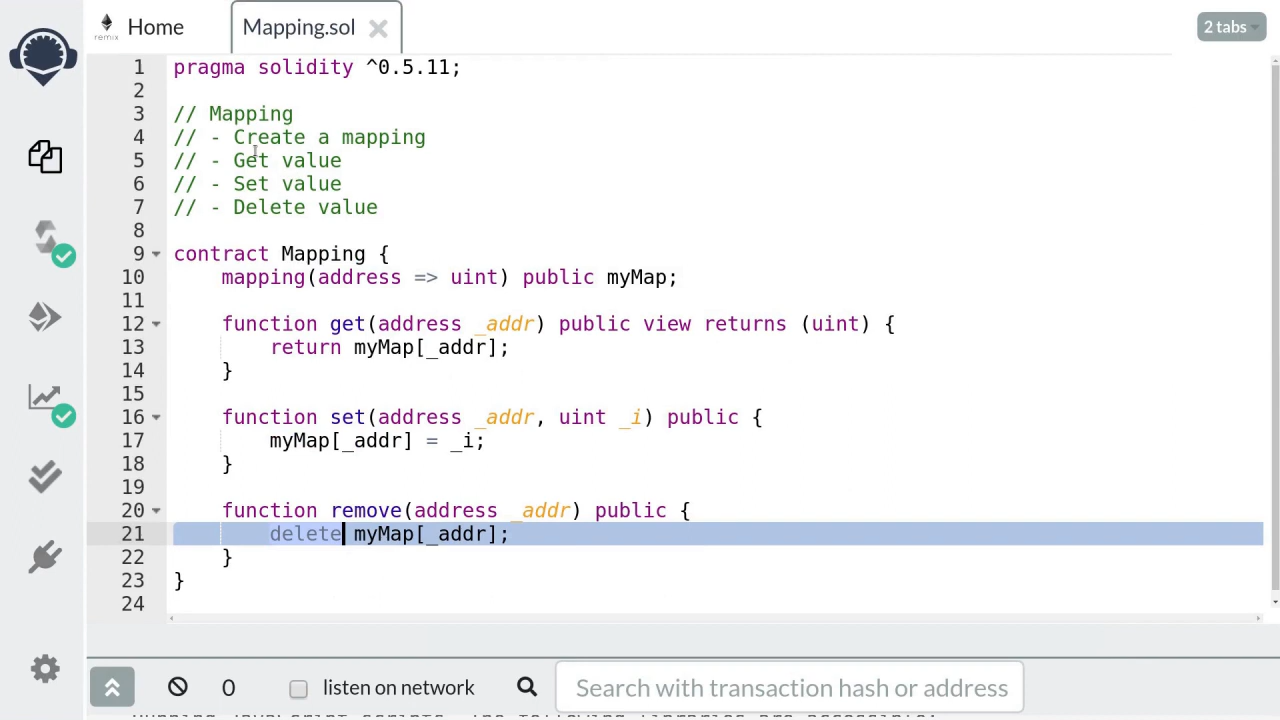 remix
Home
Mapping.sol
2 tabs
1 pragma solidity ^0.5.11;
2
3 // Mapping
4 // - Create a mapping
5 // - Get value
6 // - Set value
7 // - Delete value
8
9 contract Mapping {
10 mapping(address => uint) public myMap;
11
12 function get(address _addr) public view returns (uint) {
13 return myMap[_addr];
14 }
15
16 function set(address _addr, uint _i) public {
17 myMap[_addr] = _i;
18 }
19
20 function remove(address _addr) public {
21 delete myMap[_addr];
22 }
23 }
24
0
listen on network
Search with transaction hash or address